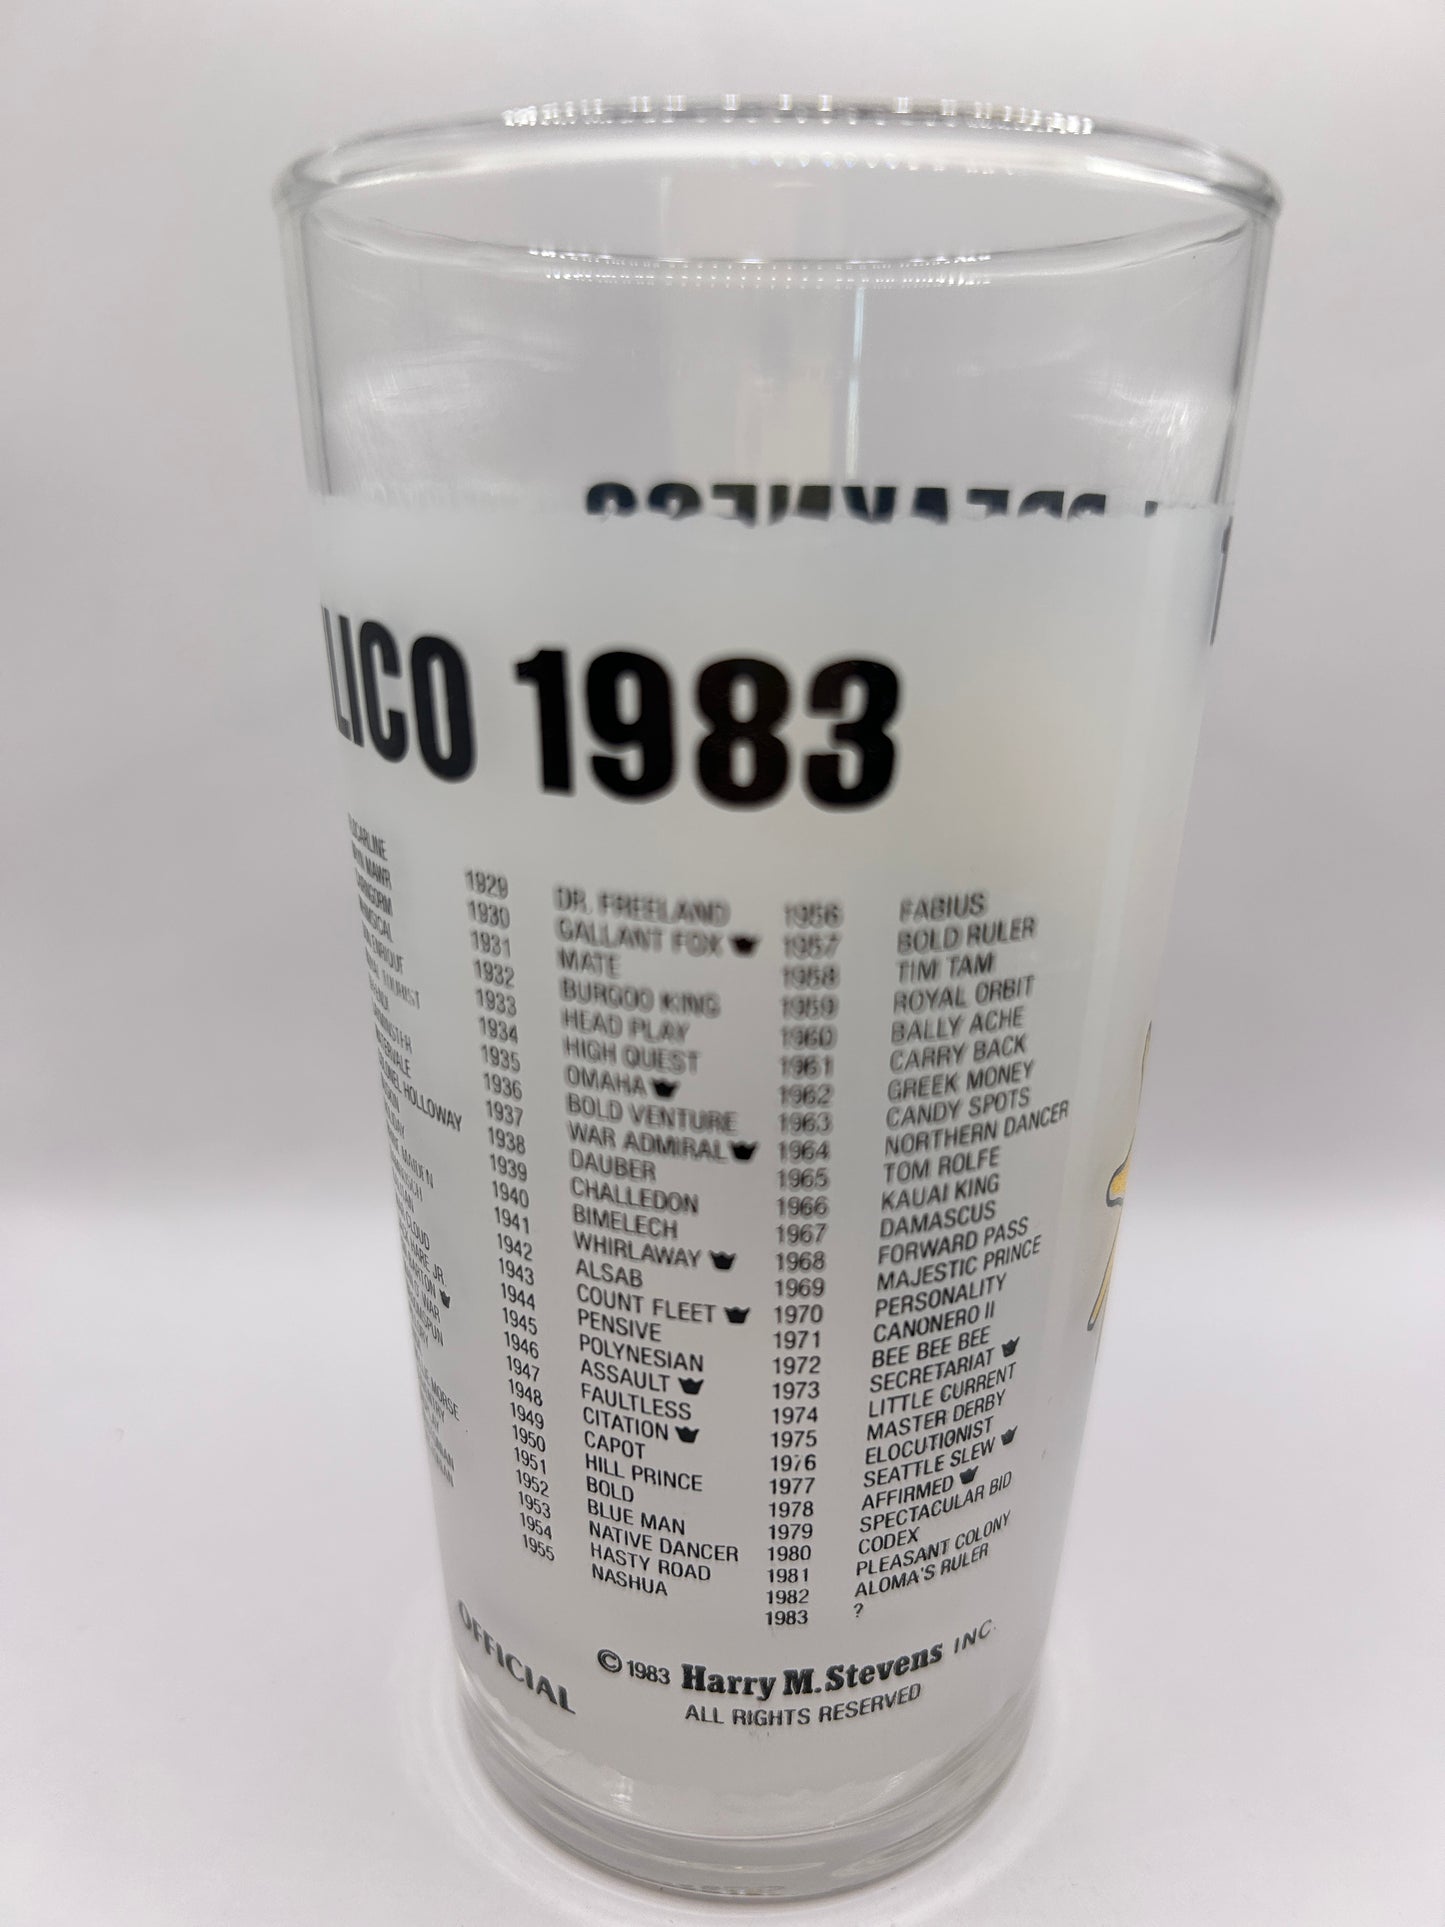 LICO 1983
MAWR
TOURIST
HOLLOWAY
CLOUD
HARE JR.
BARTON
WAR
1929 DR. FREELAND 1956 FABIUS
1930 GALLANT FOX 1957 BOLD RULER
1931 MATE 1958 TIM TAM
1932 BURGOO KING 1959 ROYAL ORBIT
1933 HEAD PLAY 1960 BALLY ACHE
1934 HIGH QUEST 1961 CARRY BACK
1935 OMAHA 1962 GREEK MONEY
1936 BOLD VENTURE 1963 CANDY SPOTS
1937 WAR ADMIRAL 1964 NORTHERN DANCER
1938 DAUBER 1965 TOM ROLFE
1939 CHALLEDON 1966 KAUAI KING
1940 BIMELECH 1967 DAMASCUS
1941 WHIRLAWAY 1968 FORWARD PASS
1942 ALSAB 1969 MAJESTIC PRINCE
1943 COUNT FLEET 1970 PERSONALITY
1944 PENSIVE 1971 CANONERO II
1945 POLYNESIAN 1972 BEE BEE BEE
1946 ASSAULT 1973 SECRETARIAT
1947 FAULTLESS 1974 LITTLE CURRENT
1948 CITATION 1975 MASTER DERBY
1949 CAPOT 1976 ELOCUTIONIST
1950 HILL PRINCE 1977 SEATTLE SLEW
1951 BOLD 1978 AFFIRMED
1952 BLUE MAN 1979 SPECTACULAR BID
1953 NATIVE DANCER 1980 CODEX
1954 HASTY ROAD 1981 PLEASANT COLONY
1955 NASHUA 1982 ALOMA'S RULER
1983 ?
OFFICIAL
© 1983 Harry M. Stevens INC.
ALL RIGHTS RESERVED